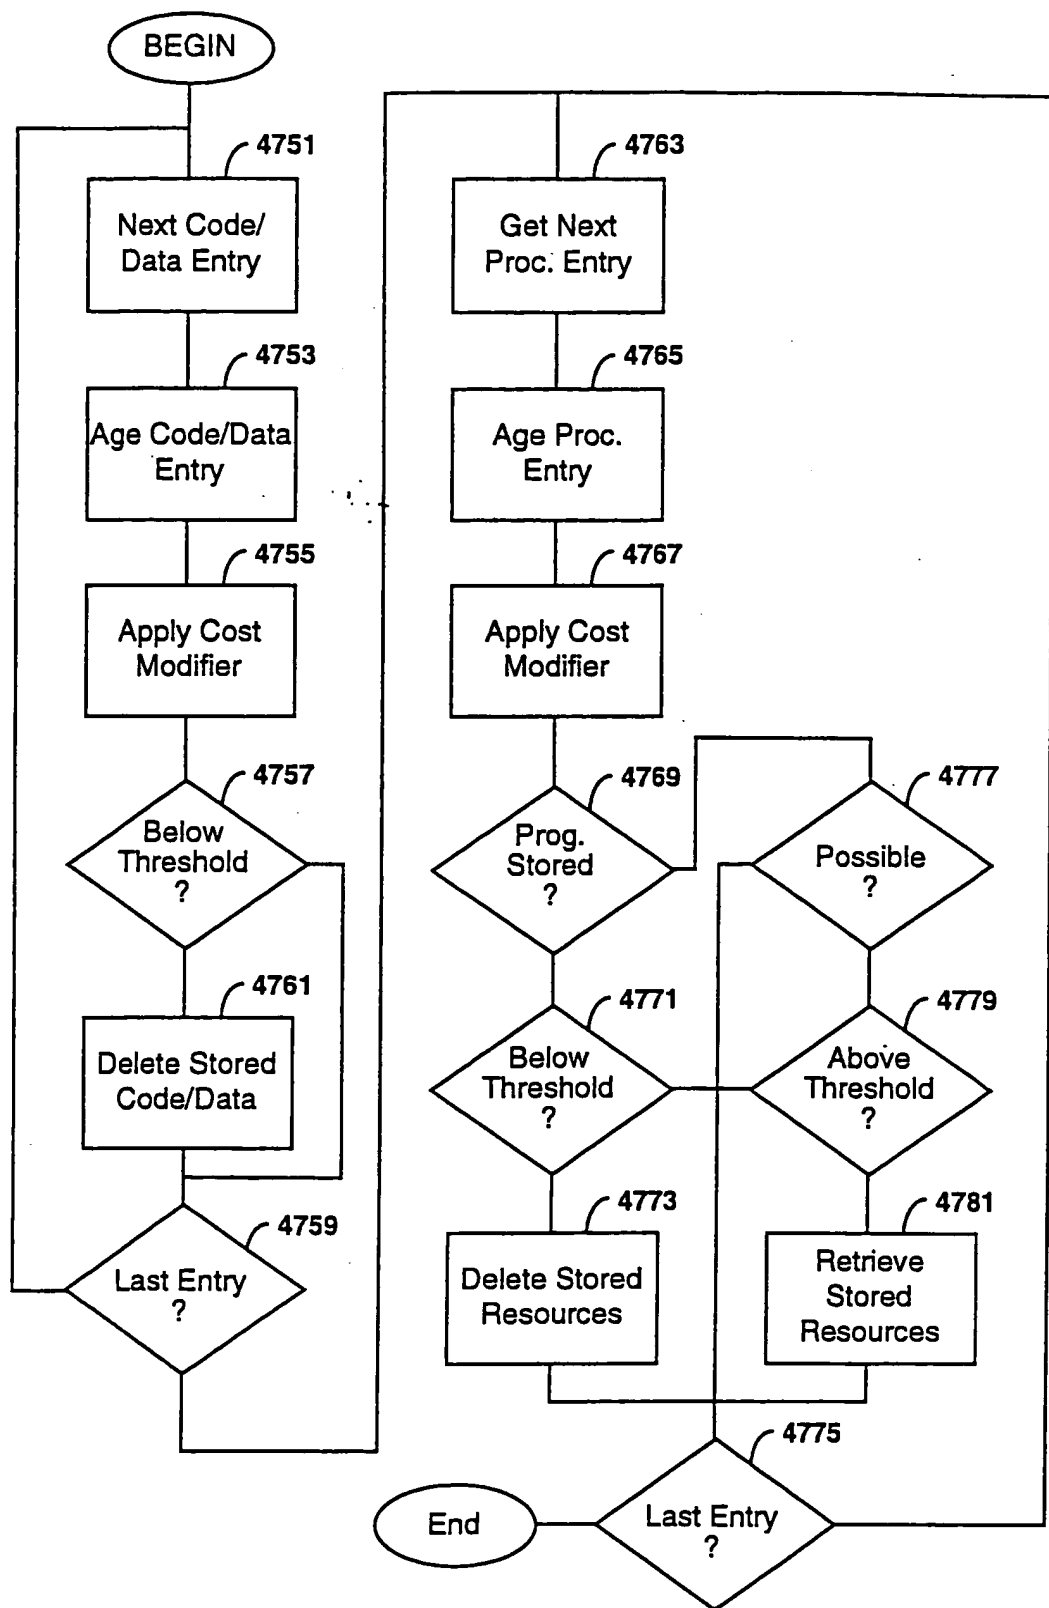 BEGIN
4751
Next Code/
Data Entry
4753
Age Code/Data
Entry
4755
Apply Cost
Modifier
4757
Below
Threshold
?
4761
Delete Stored
Code/Data
4759
Last Entry
?
4763
Get Next
Proc. Entry
4765
Age Proc.
Entry
4767
Apply Cost
Modifier
4769
Prog.
Stored
?
4777
Possible
?
4771
Below
Threshold
?
4779
Above
Threshold
?
4773
Delete Stored
Resources
4781
Retrieve
Stored
Resources
4775
Last Entry
?
End